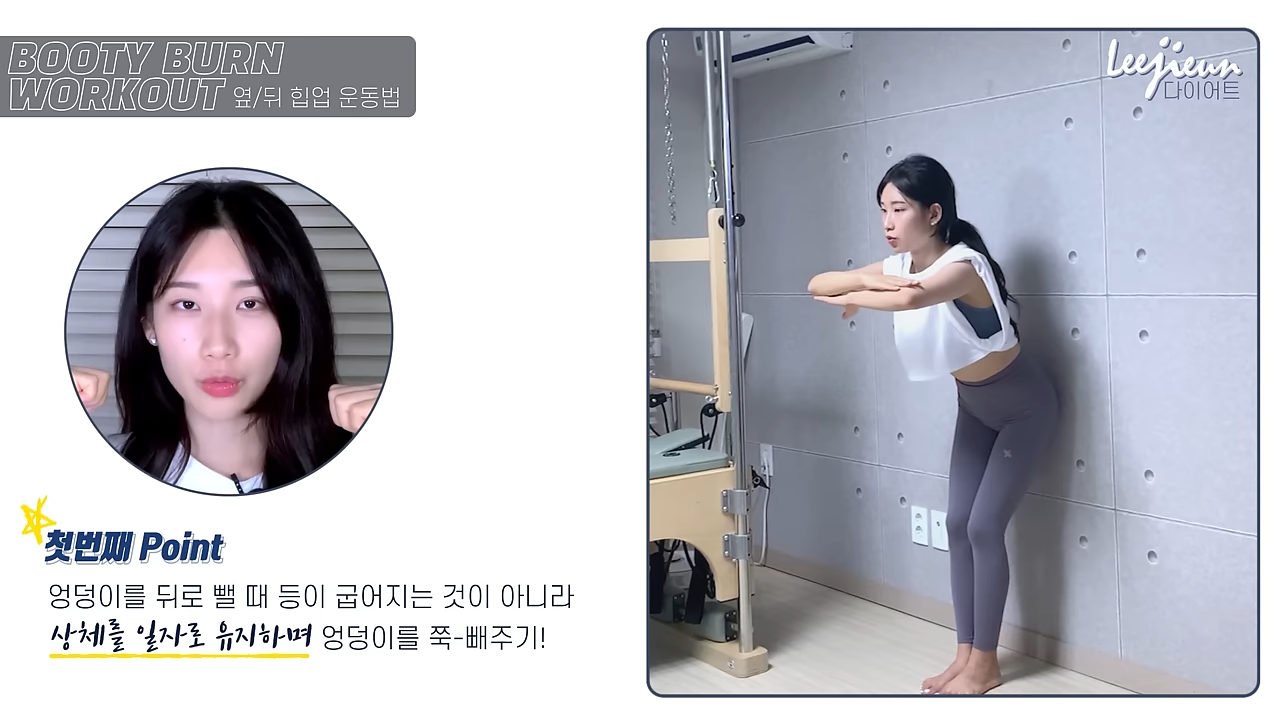 BOOTY BURN
WORKOUT 옆/뒤 힙업 운동법
Leejieun
다이어트
첫번째 Point
엉덩이를 뒤로 뺄 때 등이 굽어지는 것이 아니라
상체를 일자로 유지하며 엉덩이를 쭉-빼주기!